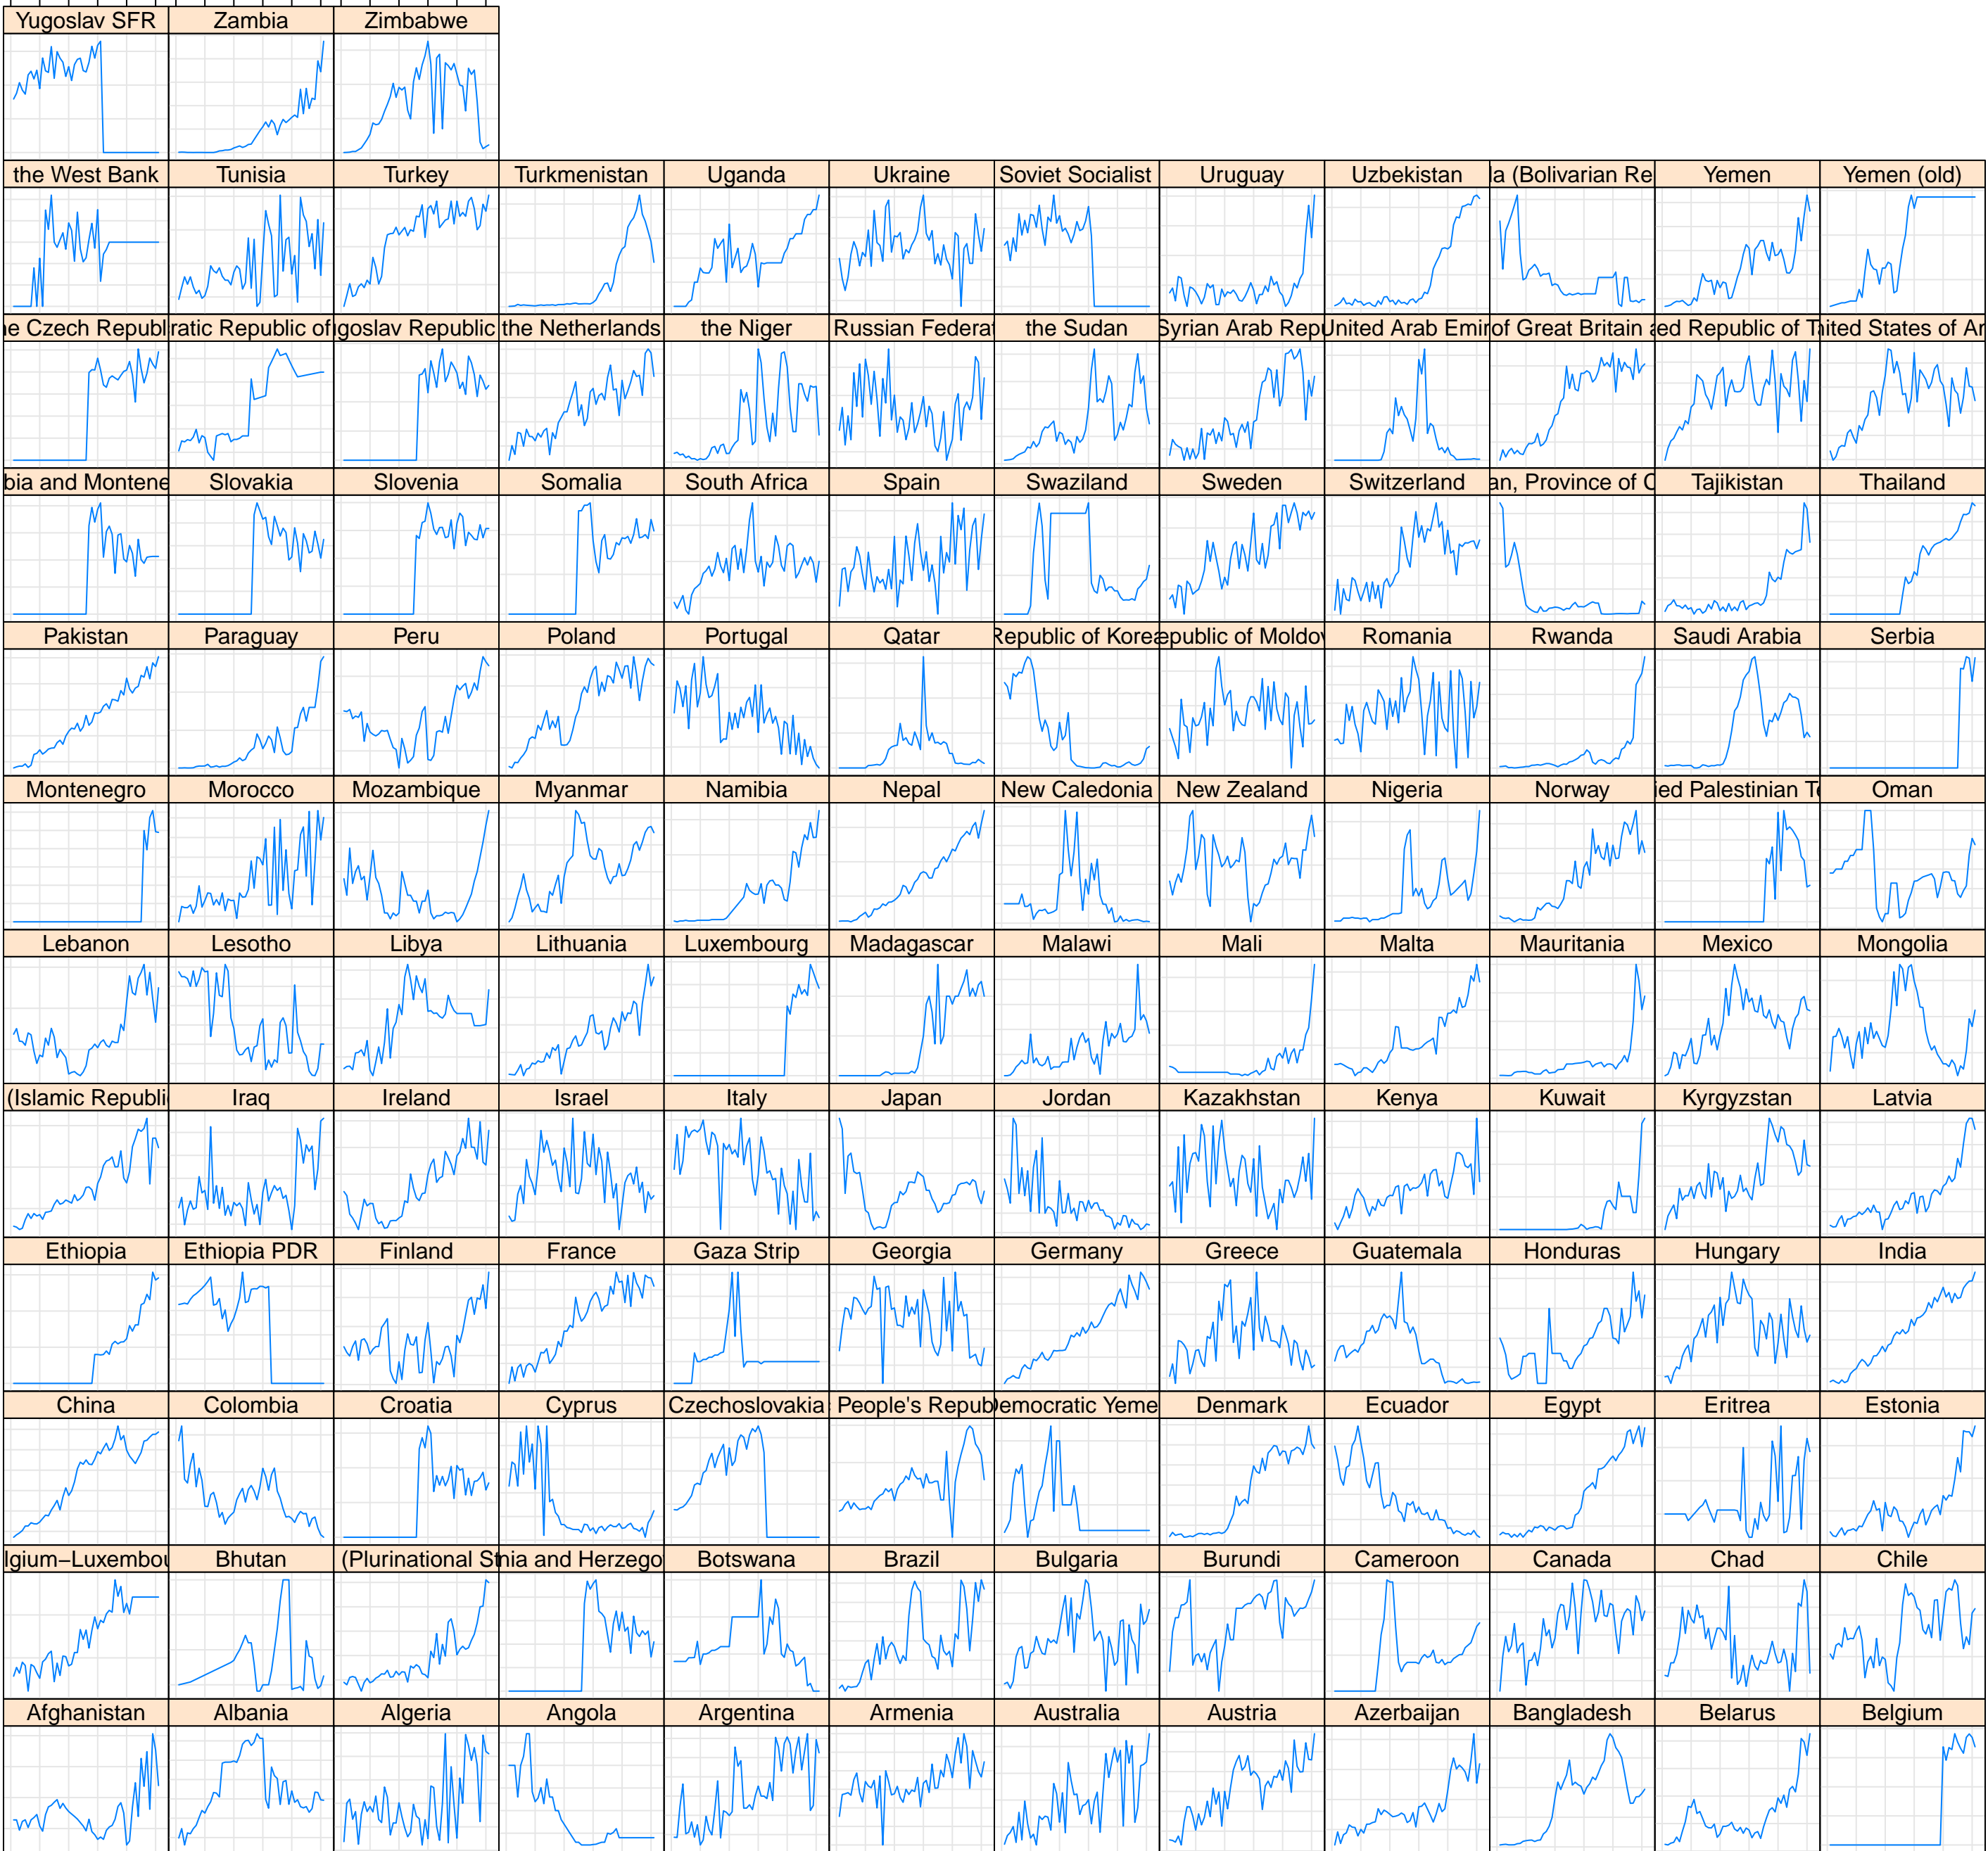 Yugoslav SFR Zambia Zimbabwe
the West Bank Tunisia Turkey Turkmenistan Uganda Ukraine Soviet Socialist Uruguay Uzbekistan la (Bolivarian Re Yemen Yemen (old)
ne Czech Republ ratic Republic of goslav Republic the Netherlands the Niger Russian Federat the Sudan Syrian Arab Repu United Arab Emir of Great Britain a ed Republic of T nited States of Am
bia and Montene Slovakia Slovenia Somalia South Africa Spain Swaziland Sweden Switzerland an, Province of C Tajikistan Thailand
Pakistan Paraguay Peru Poland Portugal Qatar Republic of Korea epublic of Moldov Romania Rwanda Saudi Arabia Serbia
Montenegro Morocco Mozambique Myanmar Namibia Nepal New Caledonia New Zealand Nigeria Norway ied Palestinian Te Oman
Lebanon Lesotho Libya Lithuania Luxembourg Madagascar Malawi Mali Malta Mauritania Mexico Mongolia
(Islamic Republi Iraq Ireland Israel Italy Japan Jordan Kazakhstan Kenya Kuwait Kyrgyzstan Latvia
Ethiopia Ethiopia PDR Finland France Gaza Strip Georgia Germany Greece Guatemala Honduras Hungary India
China Colombia Croatia Cyprus Czechoslovakia People's Repub Democratic Yeme Denmark Ecuador Egypt Eritrea Estonia
lgium–Luxembou Bhutan (Plurinational St nia and Herzego Botswana Brazil Bulgaria Burundi Cameroon Canada Chad Chile
Afghanistan Albania Algeria Angola Argentina Armenia Australia Austria Azerbaijan Bangladesh Belarus Belgium